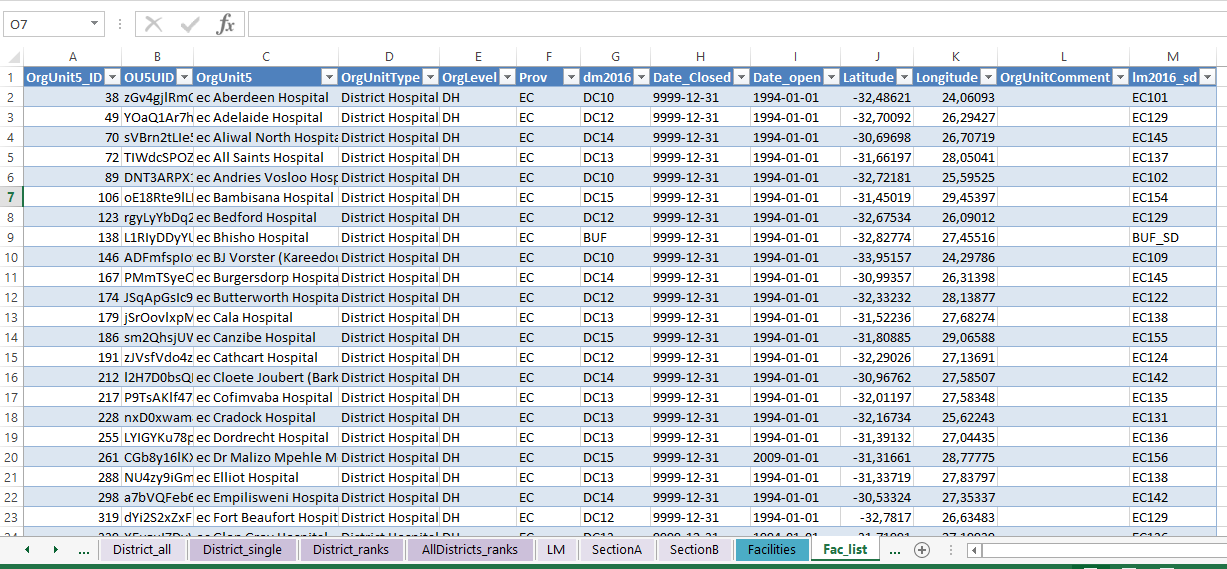 O7
A B C D E F G H I J K L M
1 OrgUnit5_ID OU5UID OrgUnit5 OrgUnitType OrgLevel Prov dm2016 Date_Closed Date_open Latitude Longitude OrgUnitComment lm2016_sd
2 38 ec Aberdeen Hospital District Hospital DH EC DC10 9999-12-31 1994-01-01 -32,48621 24,06093 EC101
3 49 YOaQ1Ar7h ec Adelaide Hospital District Hospital DH EC DC12 9999-12-31 1994-01-01 -32,70092 26,29427 EC129
4 70 ec Aliwal North Hospita District Hospital DH EC DC14 9999-12-31 1994-01-01 -30,69698 26,70719 EC145
5 72 TIWdcSPOZ ec All Saints Hospital District Hospital DH EC DC13 9999-12-31 1994-01-01 -31,66197 28,05041 EC137
6 89 DNT3ARPX ec Andries Vosloo Hosp District Hospital DH EC DC10 9999-12-31 1994-01-01 -32,72181 25,59525 EC102
7 106 ec Bambisana Hospital District Hospital DH EC DC15 9999-12-31 1994-01-01 -31,45019 29,45397 EC154
8 123 rgyLyYbDq2 ec Bedford Hospital District Hospital DH EC DC12 9999-12-31 1994-01-01 -32,67534 26,09012 EC129
9 138 ec Bhisho Hospital District Hospital DH EC BUF 9999-12-31 1994-01-01 -32,82774 27,45516 BUF_SD
10 146 ec BJ Vorster (Kareedou District Hospital DH EC DC10 9999-12-31 1994-01-01 -33,95157 24,29786 EC109
11 167 PMmTSyeO ec Burgersdorp Hospita District Hospital DH EC DC14 9999-12-31 1994-01-01 -30,99357 26,31398 EC145
12 174 JSqApGsIc9 ec Butterworth Hospita District Hospital DH EC DC12 9999-12-31 1994-01-01 -32,33232 28,13877 EC122
13 179 jSrOovlxpM ec Cala Hospital District Hospital DH EC DC13 9999-12-31 1994-01-01 -31,52236 27,68274 EC138
14 186 sm2QhsjUV ec Canzibe Hospital District Hospital DH EC DC15 9999-12-31 1994-01-01 -31,80885 29,06588 EC155
15 191 zJVsfVdo4z ec Cathcart Hospital District Hospital DH EC DC12 9999-12-31 1994-01-01 -32,29026 27,13691 EC124
16 212 ec Cloete Joubert (Bark District Hospital DH EC DC14 9999-12-31 1994-01-01 -30,96762 27,58507 EC142
17 217 P9TsAKlf47 ec Cofimvaba Hospital District Hospital DH EC DC13 9999-12-31 1994-01-01 -32,01197 27,58348 EC135
18 228 nxD0xwam ec Cradock Hospital District Hospital DH EC DC13 9999-12-31 1994-01-01 -32,16734 25,62243 EC131
19 255 LYIGYKu78p ec Dordrecht Hospital District Hospital DH EC DC13 9999-12-31 1994-01-01 -31,39132 27,04435 EC136
20 261 ec Dr Malizo Mpehle M District Hospital DH EC DC15 9999-12-31 2009-01-01 -31,31661 28,77775 EC156
21 288 NU4zy9iGm ec Elliot Hospital District Hospital DH EC DC13 9999-12-31 1994-01-01 -31,33719 27,83797 EC138
22 298 a7bVQFeb6 ec Empilisweni Hospita District Hospital DH EC DC14 9999-12-31 1994-01-01 -30,53324 27,35337 EC142
23 319 dYi2S2xZxF ec Fort Beaufort Hospit District Hospital DH EC DC12 9999-12-31 1994-01-01 -32,7817 26,63483 EC129
... District_all District_single District_ranks AllDistricts_ranks LM SectionA SectionB Facilities Fac_list ...